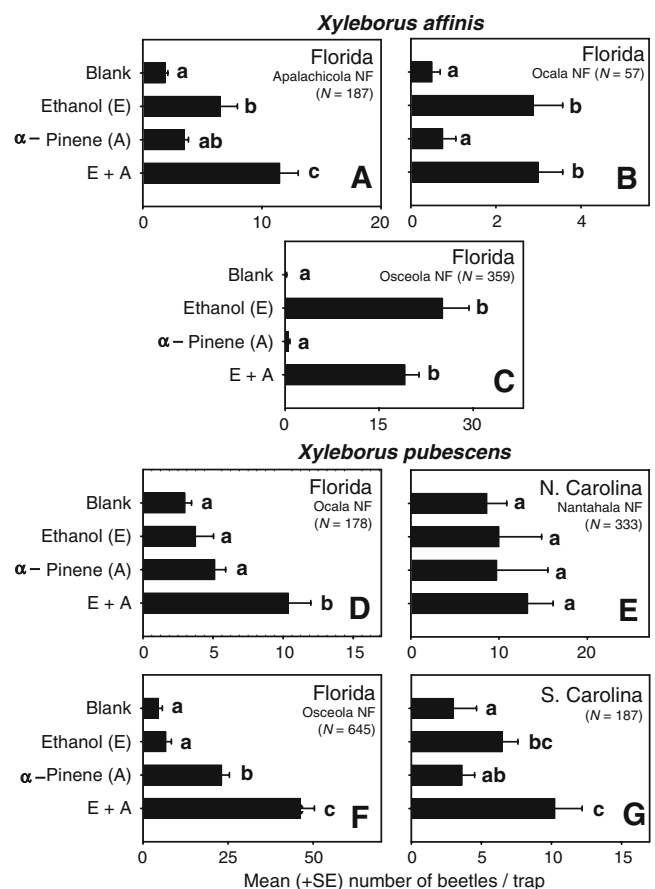 Xyleborus affinis
Florida
Apalachicola NF
(N = 187)
Blank
Ethanol (E)
α – Pinene (A)
E + A
a
b
ab
c
A
0 10 20
Florida
Ocala NF (N = 57)
a
b
a
b
B
0 2 4
Florida
Osceola NF (N = 359)
Blank
Ethanol (E)
α – Pinene (A)
E + A
a
b
a
b
C
0 15 30
Xyleborus pubescens
Florida
Ocala NF
(N = 178)
Blank
Ethanol (E)
α – Pinene (A)
E + A
a
a
a
b
D
0 5 10 15
N. Carolina
Nantahala NF
(N = 333)
a
a
a
a
E
0 10 20
Florida
Osceola NF
(N = 645)
Blank
Ethanol (E)
α–Pinene (A)
E + A
a
a
b
c
F
0 25 50
S. Carolina
(N = 187)
a
bc
ab
c
G
0 5 10 15
Mean (+SE) number of beetles / trap